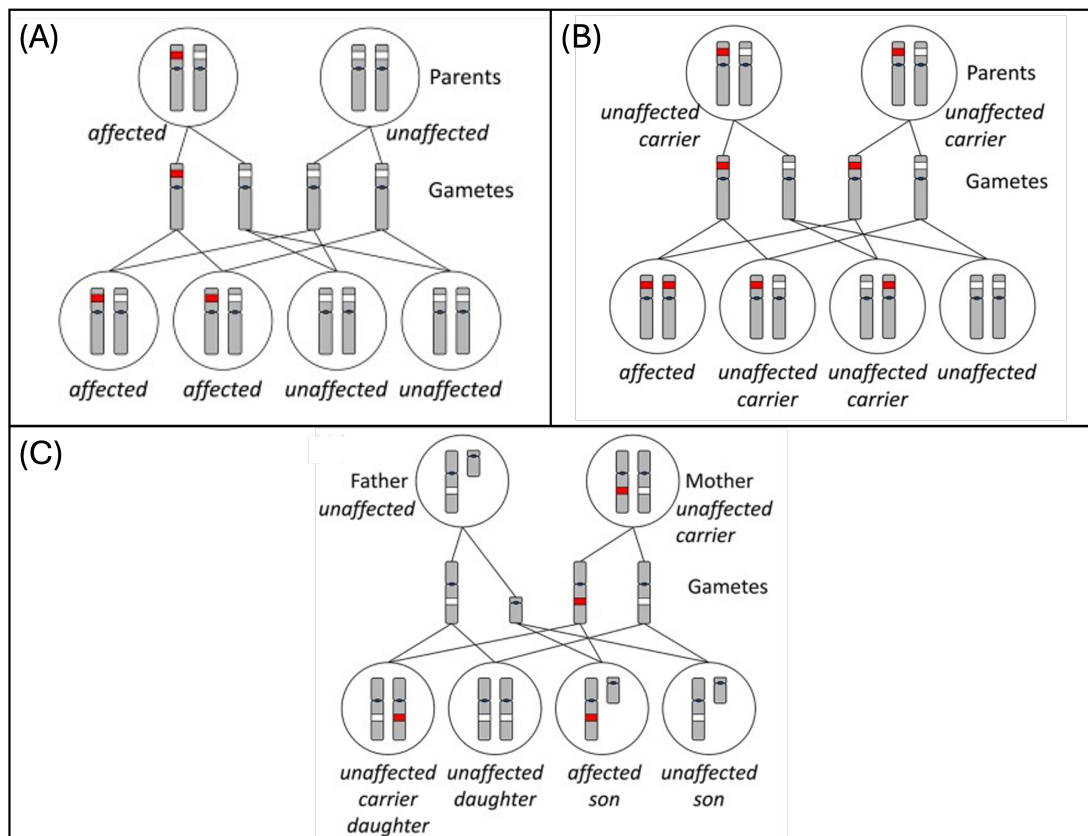 (A)
Parents
affected
unaffected
Gametes
affected
affected
unaffected
unaffected
(B)
Parents
unaffected
carrier
unaffected
carrier
Gametes
affected
unaffected
carrier
unaffected
carrier
unaffected
(C)
Father
unaffected
Mother
unaffected
carrier
Gametes
unaffected
carrier
daughter
unaffected
daughter
affected
son
unaffected
son